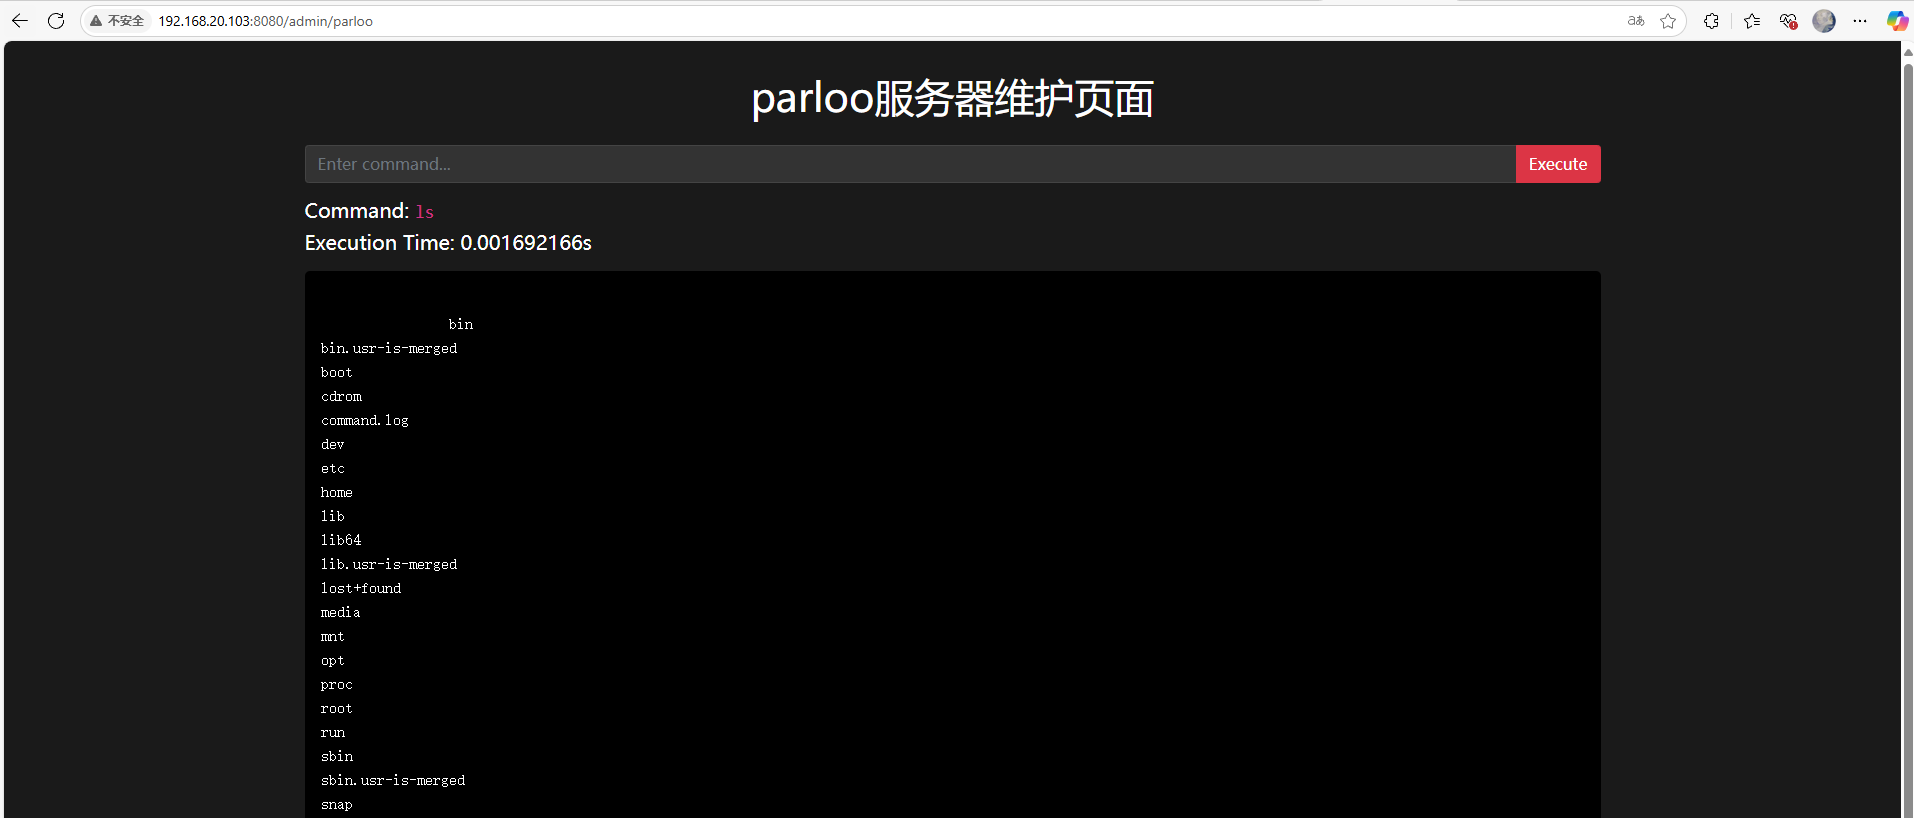 不安全 192.168.20.103:8080/admin/parloo aあ
parloo服务器维护页面
Enter command... Execute
Command: ls
Execution Time: 0.001692166s
bin
bin.usr-is-merged
boot
cdrom
command.log
dev
etc
home
lib
lib64
lib.usr-is-merged
lost+found
media
mnt
opt
proc
root
run
sbin
sbin.usr-is-merged
snap